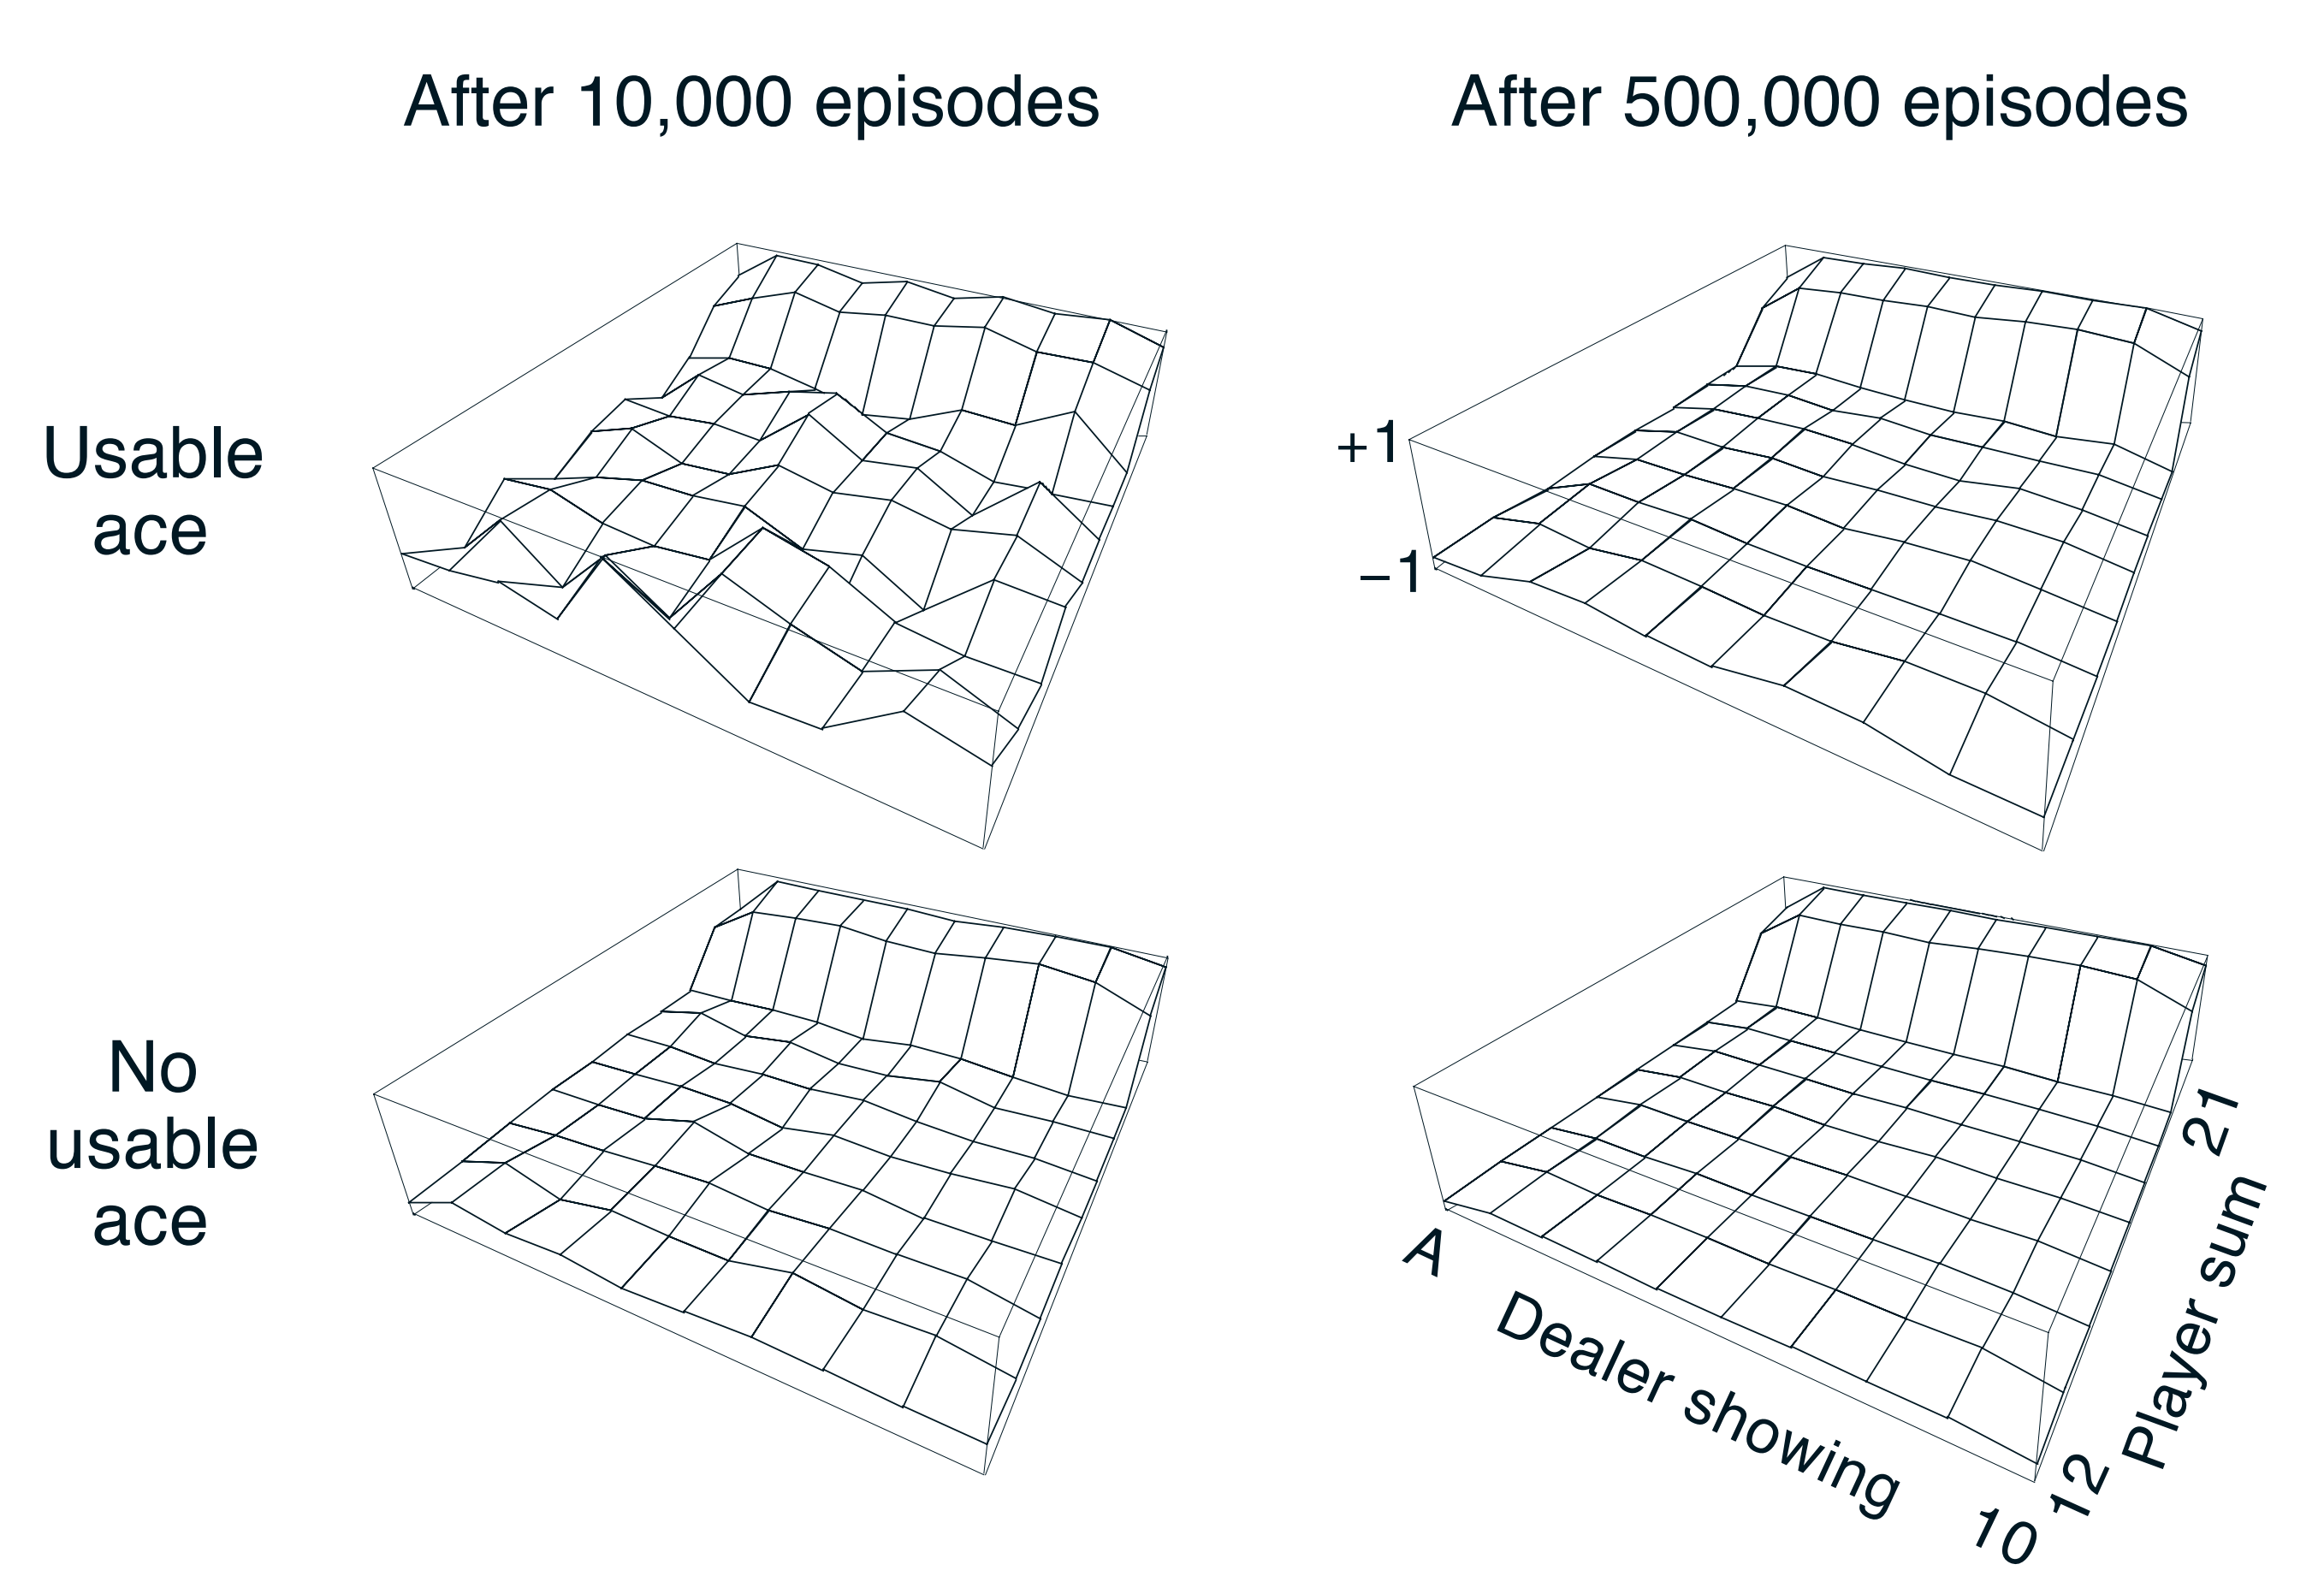 After 10,000 episodes
After 500,000 episodes
Usable
ace
+1
−1
No
usable
ace
A
Dealer showing
10
12
Player sum
21